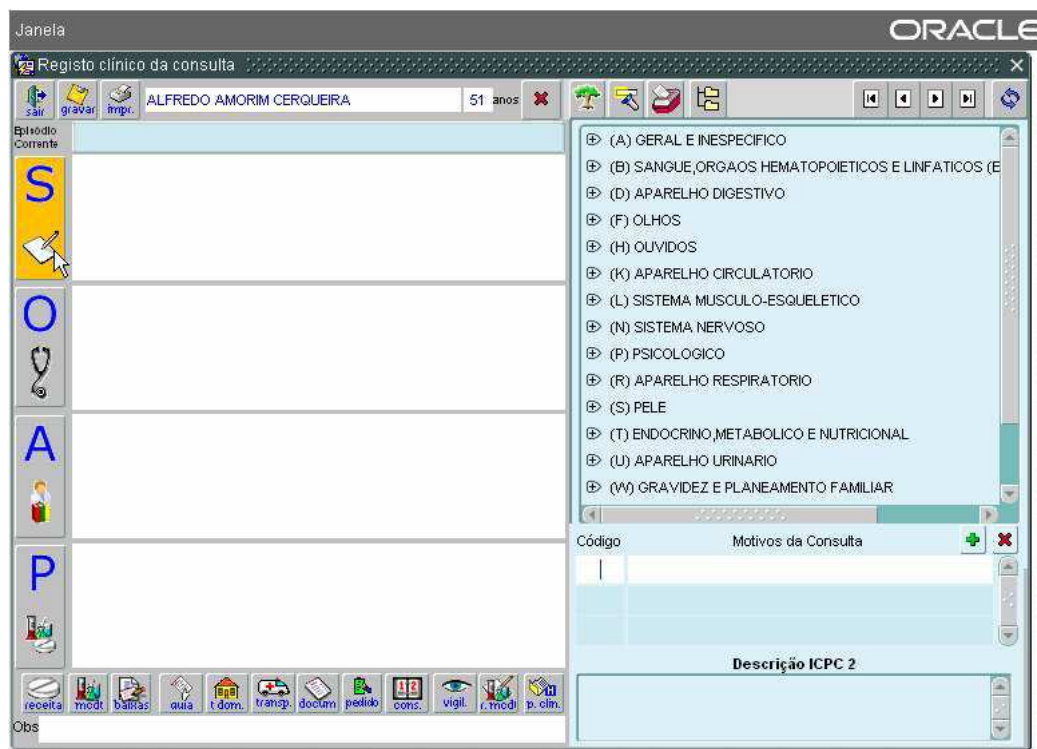 Janela
ORACLE
Registo clínico da consulta
sair gravar impr. ALFREDO AMORIM CERQUEIRA 51 anos
Episódio
Corrente
S
O
A
P
(A) GERAL E INESPECIFICO
(B) SANGUE,ORGAOS HEMATOPOIETICOS E LINFATICOS (E
(D) APARELHO DIGESTIVO
(F) OLHOS
(H) OUVIDOS
(K) APARELHO CIRCULATORIO
(L) SISTEMA MUSCULO-ESQUELETICO
(N) SISTEMA NERVOSO
(P) PSICOLOGICO
(R) APARELHO RESPIRATORIO
(S) PELE
(T) ENDOCRINO,METABOLICO E NUTRICIONAL
(U) APARELHO URINARIO
(W) GRAVIDEZ E PLANEAMENTO FAMILIAR
Código Motivos da Consulta
Descrição ICPC 2
receita mcdt baixas guia t dom. transp. docum pedido cons. vigil. r.mcdt p. clin.
Obs